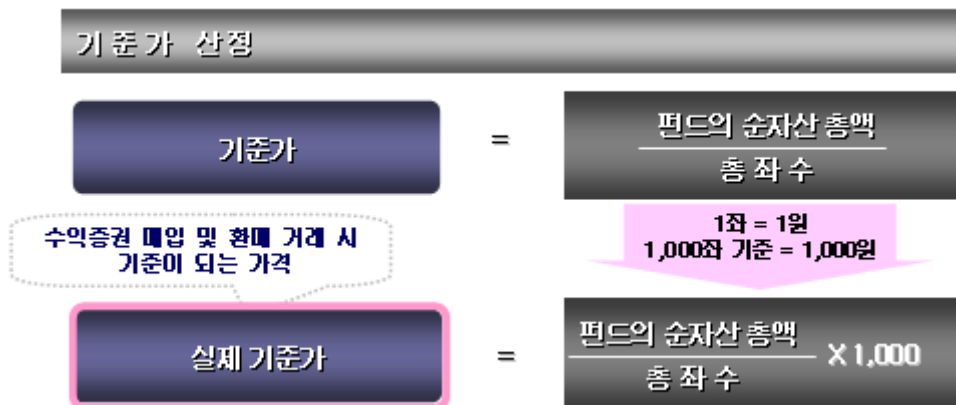 기준가 산정
기준가
=
펀드의 순자산 총액
총 좌 수
수익증권 매입 및 환매 거래 시
기준이 되는 가격
1좌 = 1원
1,000좌 기준 = 1,000원
실제 기준가
=
펀드의 순자산 총액
총 좌 수
X 1,000